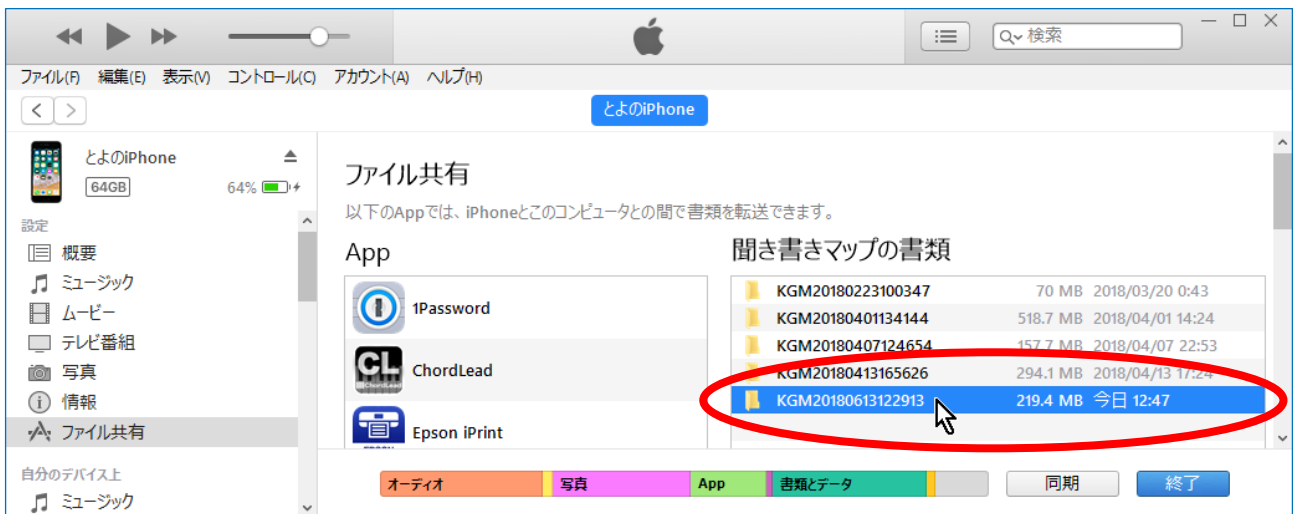 検索
ファイル(F) 編集(E) 表示(V) コントロール(C) アカウント(A) ヘルプ(H)
とよのiPhone
とよのiPhone
64GB 64%
設定
概要
ミュージック
ムービー
テレビ番組
写真
情報
ファイル共有
自分のデバイス上
ミュージック
ファイル共有
以下のAppでは、iPhoneとこのコンピュータとの間で書類を転送できます。
App
1Password
CL
ChordLead
ChordLead
Epson iPrint
EPSON
聞き書きマップの書類
KGM20180223100347 70 MB 2018/03/20 0:43
KGM20180401134144 518.7 MB 2018/04/01 14:24
KGM20180407124654 157.7 MB 2018/04/07 22:53
KGM20180413165626 294.1 MB 2018/04/13 17:24
KGM20180613122913 219.4 MB 今日 12:47
オーディオ 写真 App 書類とデータ
同期 終了